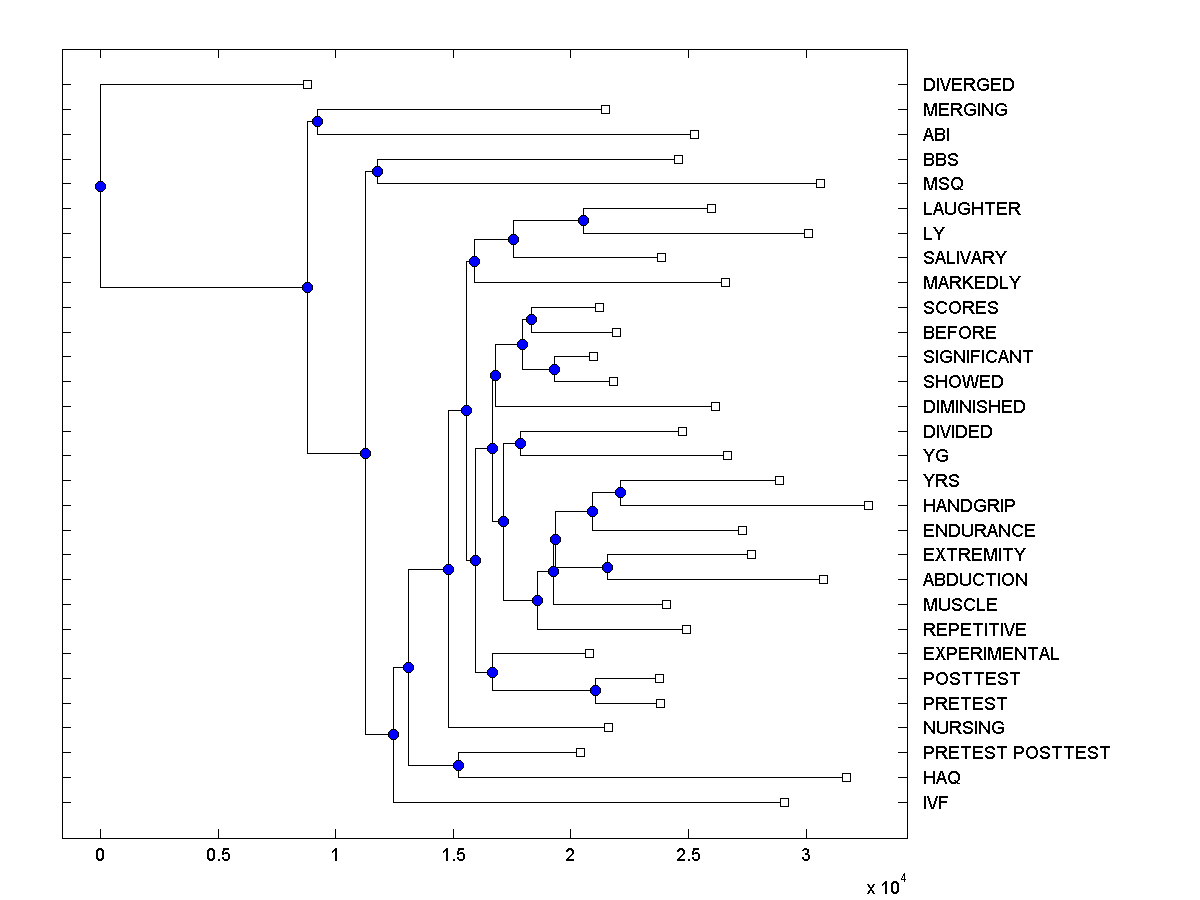 DIVERGED
MERGING
ABI
BBS
MSQ
LAUGHTER
LY
SALIVARY
MARKEDLY
SCORES
BEFORE
SIGNIFICANT
SHOWED
DIMINISHED
DIVIDED
YG
YRS
HANDGRIP
ENDURANCE
EXTREMITY
ABDUCTION
MUSCLE
REPETITIVE
EXPERIMENTAL
POSTTEST
PRETEST
NURSING
PRETEST POSTTEST
HAQ
IVF
0 0.5 1 1.5 2 2.5 3
x 10^4